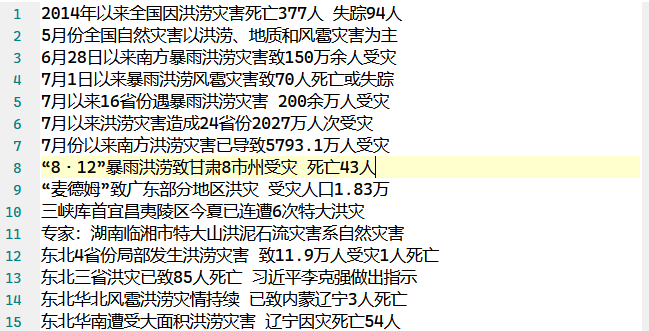 1 2014年以来全国因洪涝灾害死亡377人 失踪94人
2 5月份全国自然灾害以洪涝、地质和风雹灾害为主
3 6月28日以来南方暴雨洪涝灾害致150万余人受灾
4 7月1日以来暴雨洪涝风雹灾害致70人死亡或失踪
5 7月以来16省份遇暴雨洪涝灾害 200余万人受灾
6 7月以来洪涝灾害造成24省份2027万人次受灾
7 7月份以来南方洪涝灾害已导致5793.1万人受灾
8 “8·12”暴雨洪涝致甘肃8市州受灾 死亡43人
9 “麦德姆”致广东部分地区洪灾 受灾人口1.83万
10 三峡库首宜昌夷陵区今夏已连遭6次特大洪灾
11 专家: 湖南临湘市特大山洪泥石流灾害系自然灾害
12 东北4省份局部发生洪涝灾害 致11.9万人受灾1人死亡
13 东北三省洪灾已致85人死亡 习近平李克强做出指示
14 东北华北风雹洪涝灾情持续 已致内蒙辽宁3人死亡
15 东北华南遭受大面积洪涝灾害 辽宁因灾死亡54人